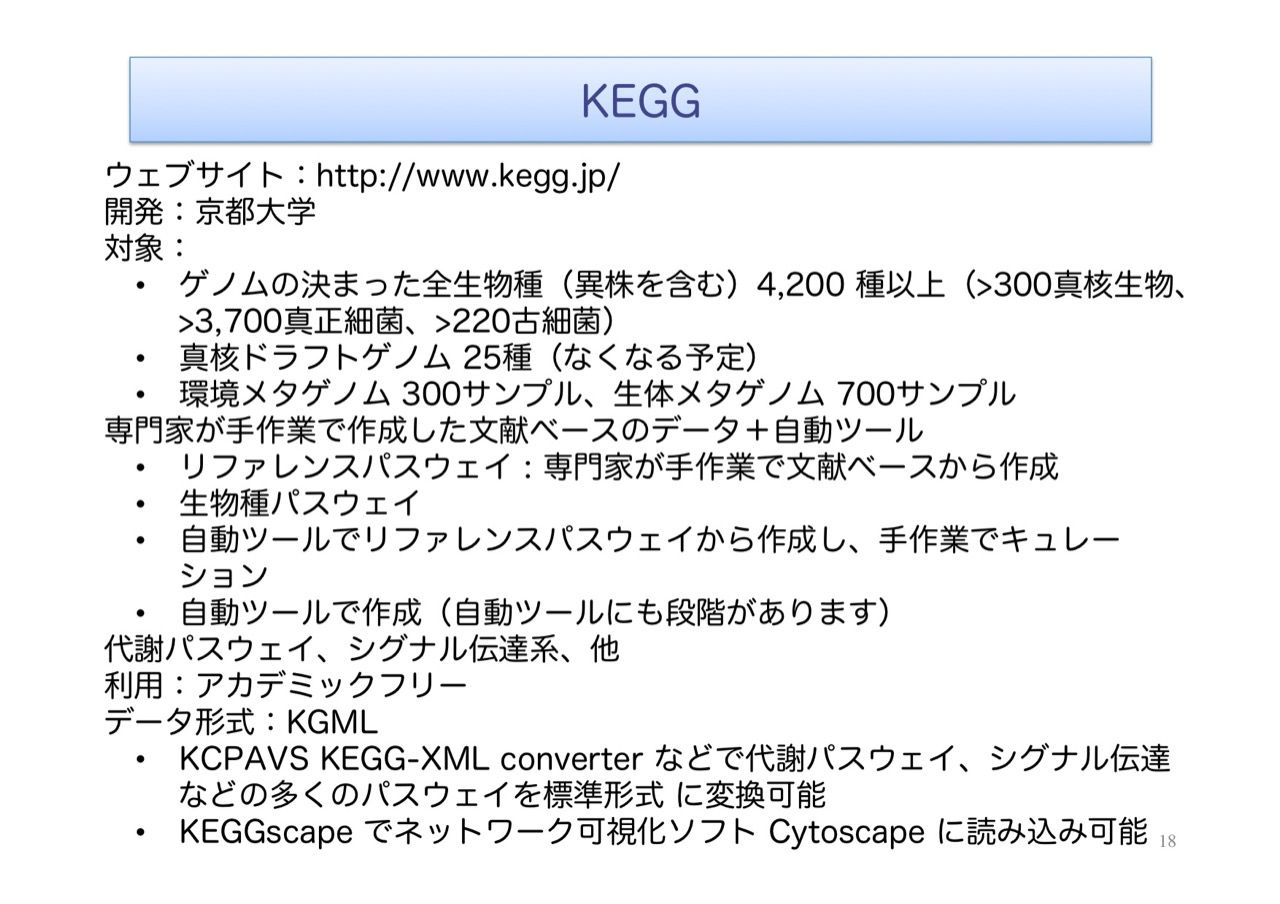 KEGG
ウェブサイト：http://www.kegg.jp/
開発：京都大学
対象：
• ゲノムの決まった全生物種（異株を含む）4,200 種以上（>300真核生物、
>3,700真正細菌、>220古細菌）
• 真核ドラフトゲノム 25種（なくなる予定）
• 環境メタゲノム 300サンプル、生体メタゲノム 700サンプル
専門家が手作業で作成した文献ベースのデータ＋自動ツール
• リファレンスパスウェイ：専門家が手作業で文献ベースから作成
• 生物種パスウェイ
• 自動ツールでリファレンスパスウェイから作成し、手作業でキュレー
ション
• 自動ツールで作成（自動ツールにも段階があります）
代謝パスウェイ、シグナル伝達系、他
利用：アカデミックフリー
データ形式：KGML
• KCPAVS KEGG-XML converter などで代謝パスウェイ、シグナル伝達
などの多くのパスウェイを標準形式 に変換可能
• KEGGscape でネットワーク可視化ソフト Cytoscape に読み込み可能
18